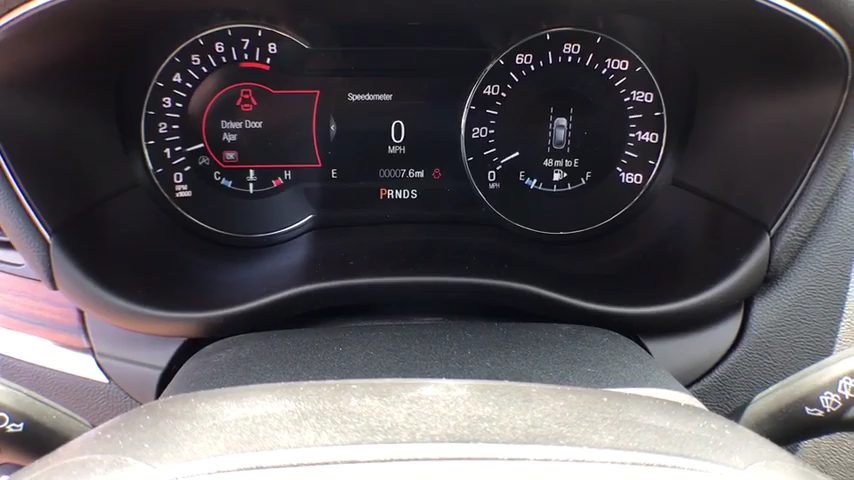 0 1 2 3 4 5 6 7 8
RPM
x1000
Driver Door
Ajar
OK
C H
Speedometer
0
MPH
E 00007.6mi
PRNDS
0 20 40 60 80 100 120 140 160
MPH
48 mi to E
E F